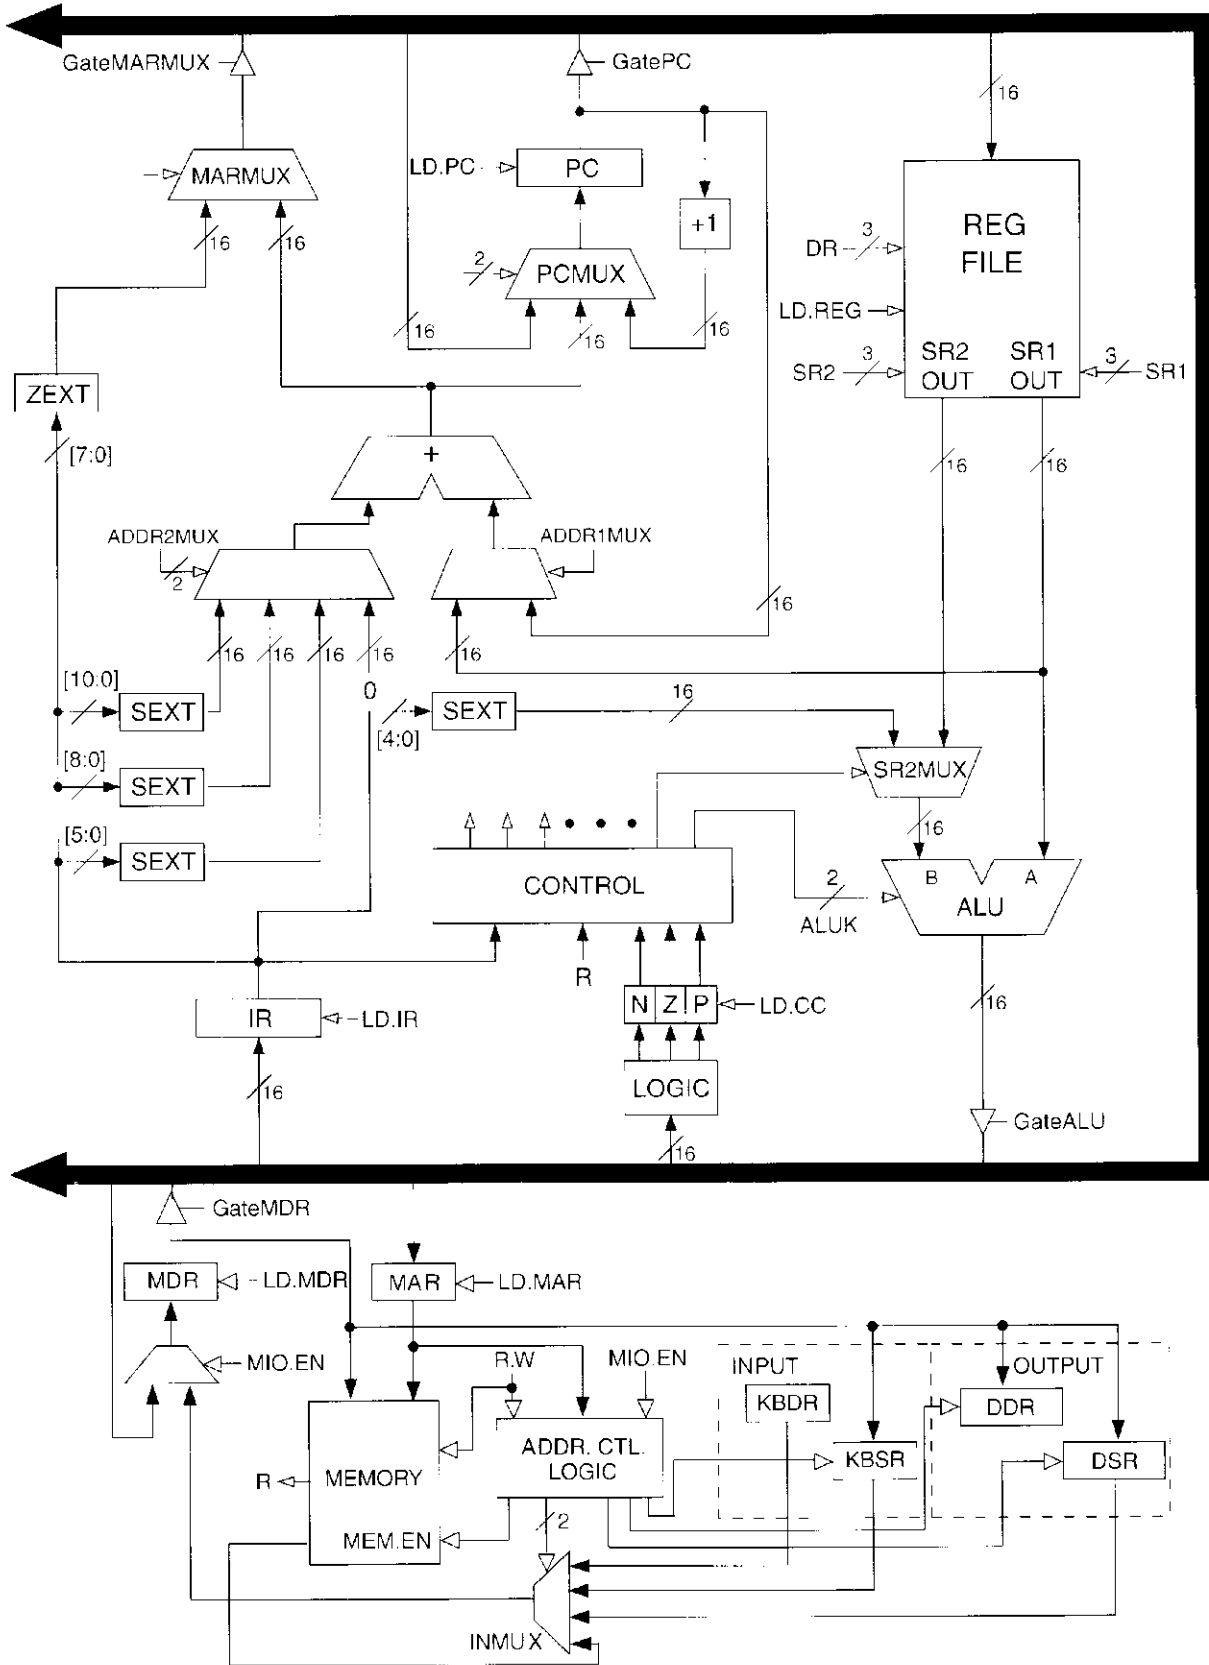 GateMARMUX
GatePC
16
MARMUX
LD.PC
PC
16
16
+1
2
PCMUX
REG
FILE
DR
3
LD.REG
16
16
16
SR2
3
SR2
OUT
SR1
OUT
3
SR1
ZEXT
[7:0]
+
16
16
ADDR2MUX
2
ADDR1MUX
16
16
16
16
16
16
[10:0]
SEXT
0
[4:0]
SEXT
16
[8:0]
SEXT
SR2MUX
16
[5:0]
SEXT
CONTROL
2
ALUK
B
A
ALU
R
IR
LD.IR
N
Z
P
LD.CC
16
16
LOGIC
16
GateALU
GateMDR
MDR
LD.MDR
MAR
LD.MAR
MIO.EN
R.W
MIO.EN
INPUT
OUTPUT
KBDR
DDR
MEMORY
R
ADDR. CTL.
LOGIC
KBSR
DSR
MEM.EN
2
INMUX